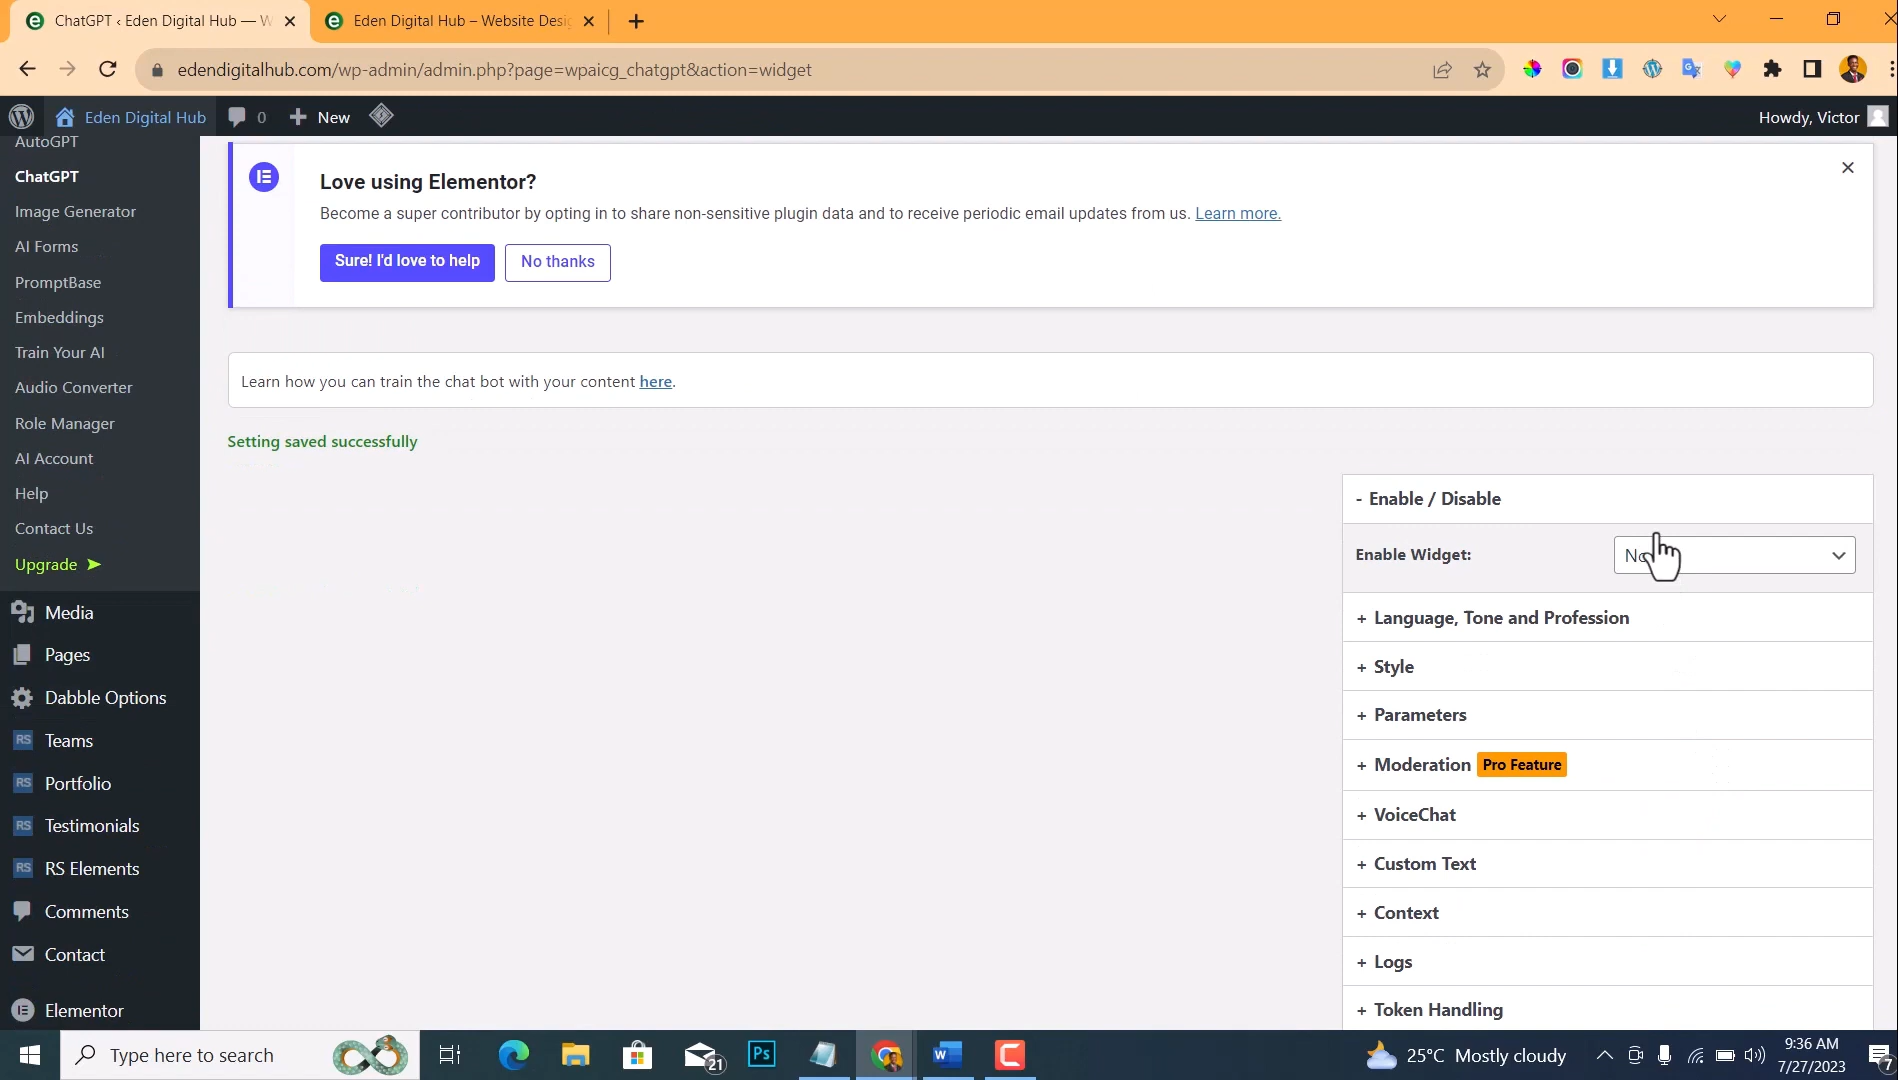 ChatGPT ‹ Eden Digital Hub — W
Eden Digital Hub – Website Desi
edendigitalhub.com/wp-admin/admin.php?page=wpaicg_chatgpt&action=widget
Eden Digital Hub
0
New
Howdy, Victor
AutoGPT
ChatGPT
Image Generator
AI Forms
PromptBase
Embeddings
Train Your AI
Audio Converter
Role Manager
AI Account
Help
Contact Us
Upgrade ➤
Media
Pages
Dabble Options
RS Teams
RS Portfolio
RS Testimonials
RS RS Elements
Comments
Contact
Elementor
Love using Elementor?
Become a super contributor by opting in to share non-sensitive plugin data and to receive periodic email updates from us. Learn more.
Sure! I'd love to help
No thanks
Learn how you can train the chat bot with your content here.
Setting saved successfully
- Enable / Disable
Enable Widget:
No
+ Language, Tone and Profession
+ Style
+ Parameters
+ Moderation Pro Feature
+ VoiceChat
+ Custom Text
+ Context
+ Logs
+ Token Handling
Type here to search
21
Ps
25°C Mostly cloudy
9:36 AM
7/27/2023
7